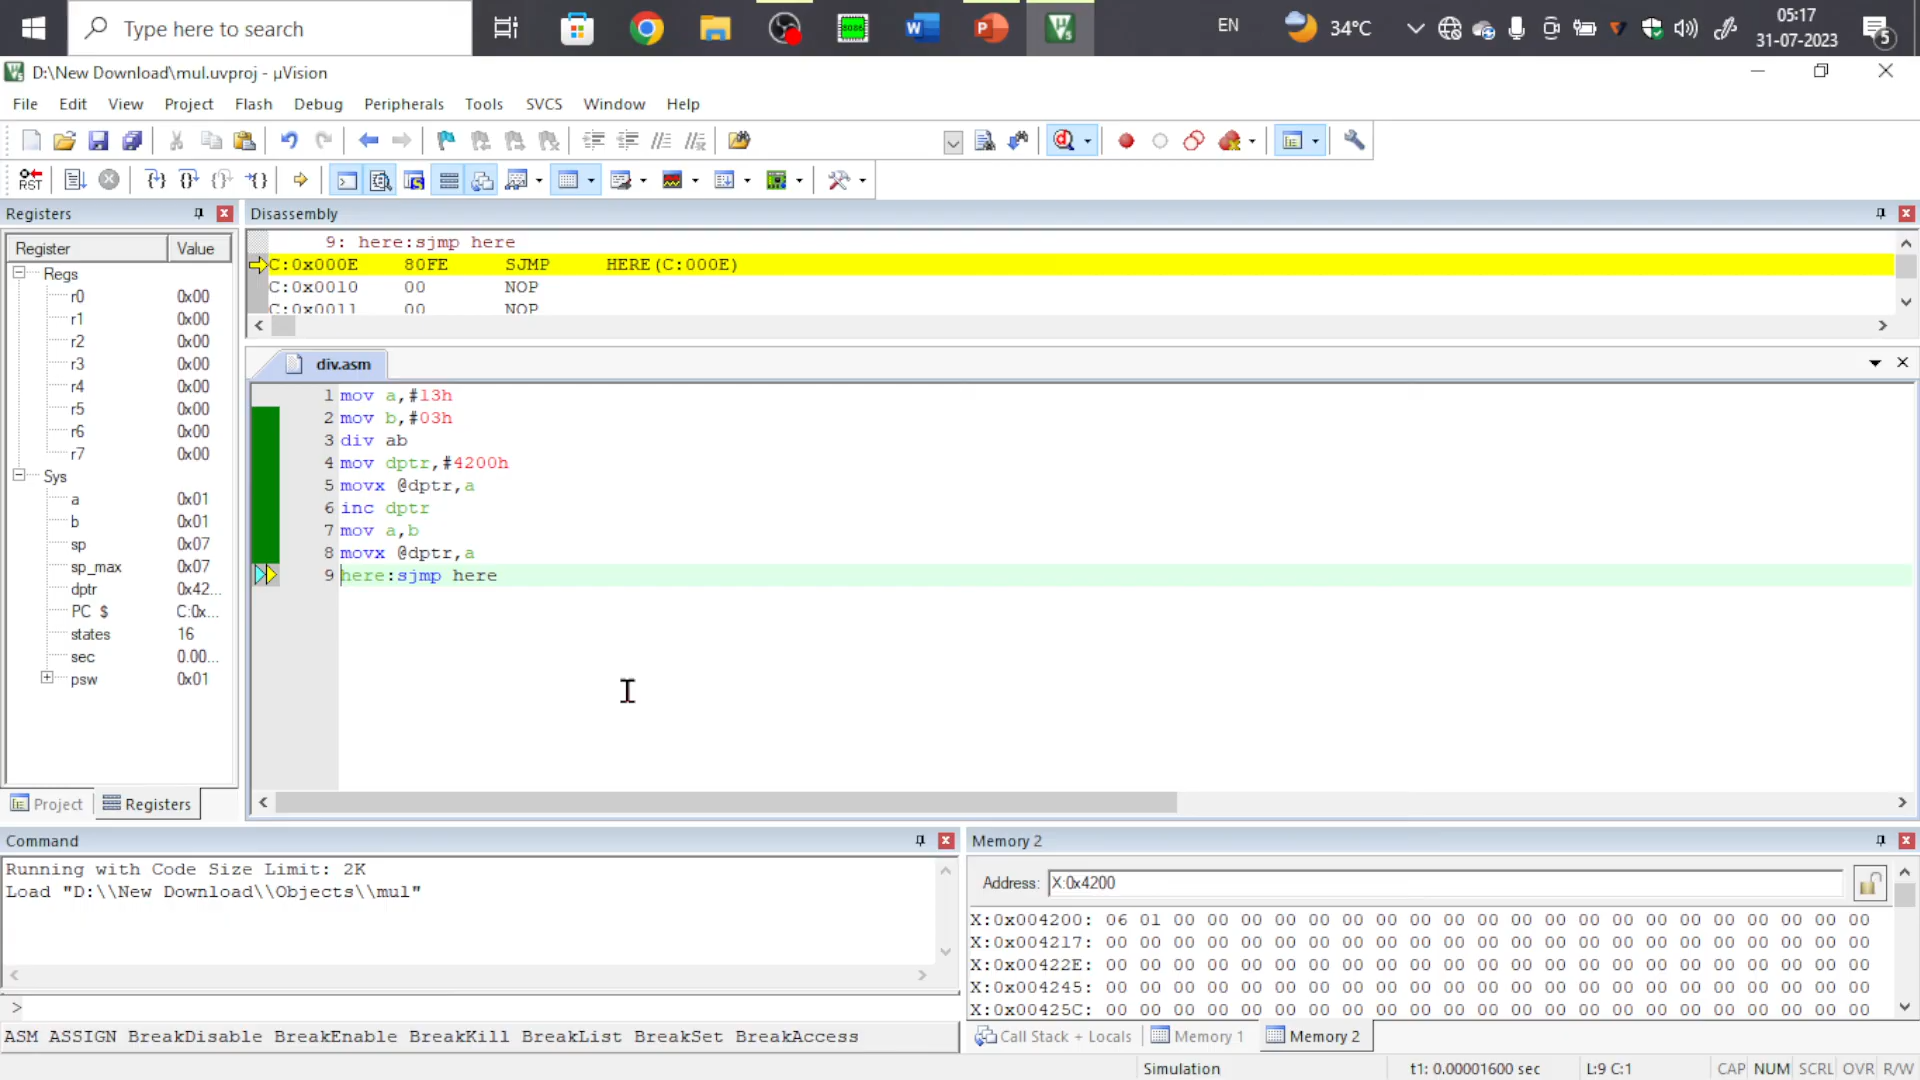 Type here to search
EN
34°C
05:17
31-07-2023
5
D:\New Download\mul.uvproj - µVision
File Edit View Project Flash Debug Peripherals Tools SVCS Window Help
RST
Registers
Register Value
Regs
r0 0x00
r1 0x00
r2 0x00
r3 0x00
r4 0x00
r5 0x00
r6 0x00
r7 0x00
Sys
a 0x01
b 0x01
sp 0x07
sp_max 0x07
dptr 0x42...
PC $ C:0x...
states 16
sec 0.00...
psw 0x01
Project Registers
Disassembly
9: here:sjmp here
C:0x000E 80FE SJMP HERE(C:000E)
C:0x0010 00 NOP
C:0x0011 00 NOP
div.asm
1 mov a,#13h
2 mov b,#03h
3 div ab
4 mov dptr,#4200h
5 movx @dptr,a
6 inc dptr
7 mov a,b
8 movx @dptr,a
9 here:sjmp here
Command
Running with Code Size Limit: 2K
Load "D:\\New Download\\Objects\\mul"
>
ASM ASSIGN BreakDisable BreakEnable BreakKill BreakList BreakSet BreakAccess
Memory 2
Address: X:0x4200
X:0x004200: 06 01 00 00 00 00 00 00 00 00 00 00 00 00 00 00 00 00 00 00 00 00 00
X:0x004217: 00 00 00 00 00 00 00 00 00 00 00 00 00 00 00 00 00 00 00 00 00 00 00
X:0x00422E: 00 00 00 00 00 00 00 00 00 00 00 00 00 00 00 00 00 00 00 00 00 00 00
X:0x004245: 00 00 00 00 00 00 00 00 00 00 00 00 00 00 00 00 00 00 00 00 00 00 00
X:0x00425C: 00 00 00 00 00 00 00 00 00 00 00 00 00 00 00 00 00 00 00 00 00 00 00
Call Stack + Locals Memory 1 Memory 2
Simulation t1: 0.00001600 sec L:9 C:1 CAP NUM SCRL OVR R/W